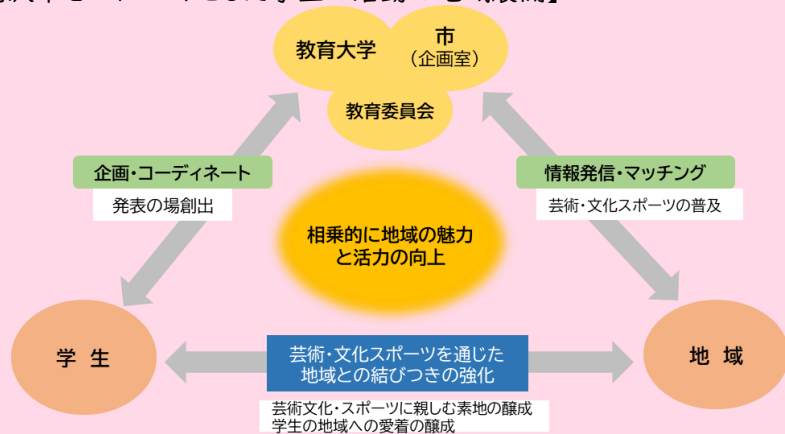 教育大学
市
（企画室）
教育委員会
企画・コーディネート
発表の場創出
情報発信・マッチング
芸術・文化スポーツの普及
相乗的に地域の魅力
と活力の向上
学 生
芸術・文化スポーツを通じた
地域との結びつきの強化
地 域
芸術文化・スポーツに親しむ素地の醸成
学生の地域への愛着の醸成